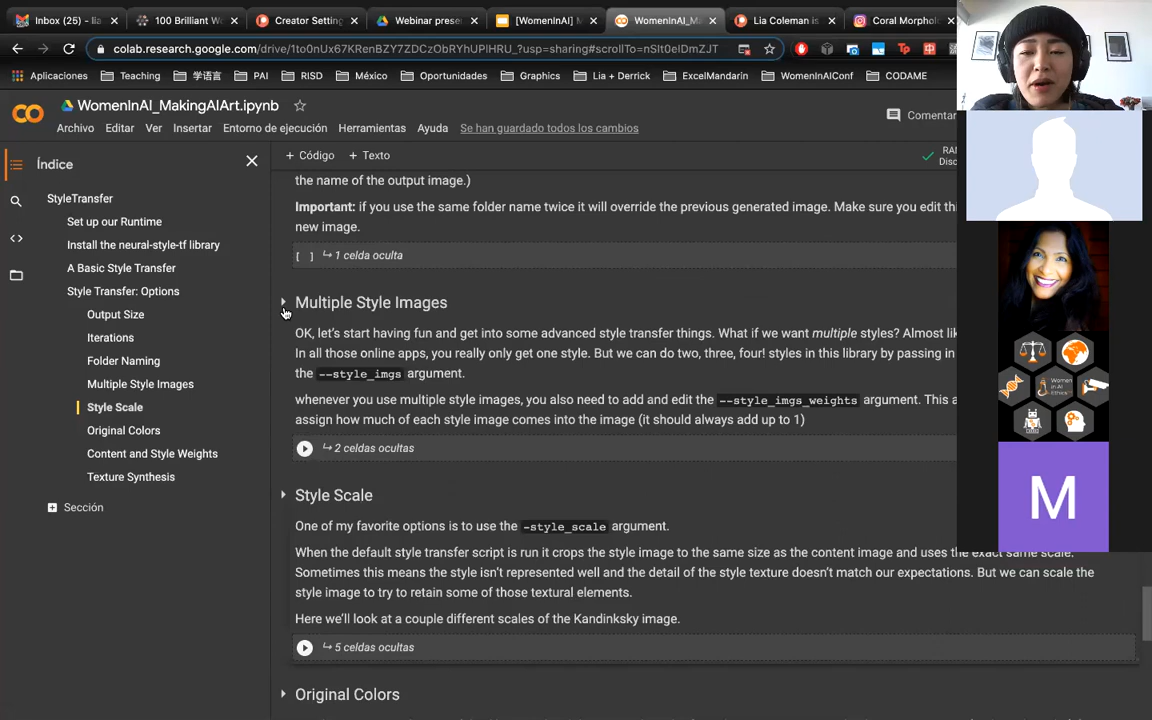 Inbox (25) - lia
100 Brilliant Wo
Creator Setting
Webinar prese
[WomenInAI] M
WomenInAI_Ma
Lia Coleman is
Coral Morpholo
colab.research.google.com/drive/1to0nUx67KRenBZY7ZDCzObRYhUPIHRU_?usp=sharing#scrollTo=nSIt0eIDmZJT
Aplicaciones
Teaching
学语言
PAI
RISD
México
Oportunidades
Graphics
Lia + Derrick
ExcelMandarin
WomenInAIConf
CODAME
WomenInAI_MakingAIArt.ipynb
Archivo Editar Ver Insertar Entorno de ejecución Herramientas Ayuda Se han guardado todos los cambios
Comentar
Índice
+ Código + Texto
RAM
Disc
StyleTransfer
Set up our Runtime
Install the neural-style-tf library
A Basic Style Transfer
Style Transfer: Options
Output Size
Iterations
Folder Naming
Multiple Style Images
Style Scale
Original Colors
Content and Style Weights
Texture Synthesis
Sección
the name of the output image.)
Important: if you use the same folder name twice it will override the previous generated image. Make sure you edit thi
new image.
[ ] ↳ 1 celda oculta
Multiple Style Images
OK, let's start having fun and get into some advanced style transfer things. What if we want multiple styles? Almost lik
In all those online apps, you really only get one style. But we can do two, three, four! styles in this library by passing in
the --style_imgs argument.
whenever you use multiple style images, you also need to add and edit the --style_imgs_weights argument. This a
assign how much of each style image comes into the image (it should always add up to 1)
↳ 2 celdas ocultas
Style Scale
One of my favorite options is to use the -style_scale argument.
When the default style transfer script is run it crops the style image to the same size as the content image and uses the exact same scale.
Sometimes this means the style isn't represented well and the detail of the style texture doesn't match our expectations. But we can scale the
style image to try to retain some of those textural elements.
Here we'll look at a couple different scales of the Kandinksky image.
↳ 5 celdas ocultas
Original Colors
Women in AI Ethics
M